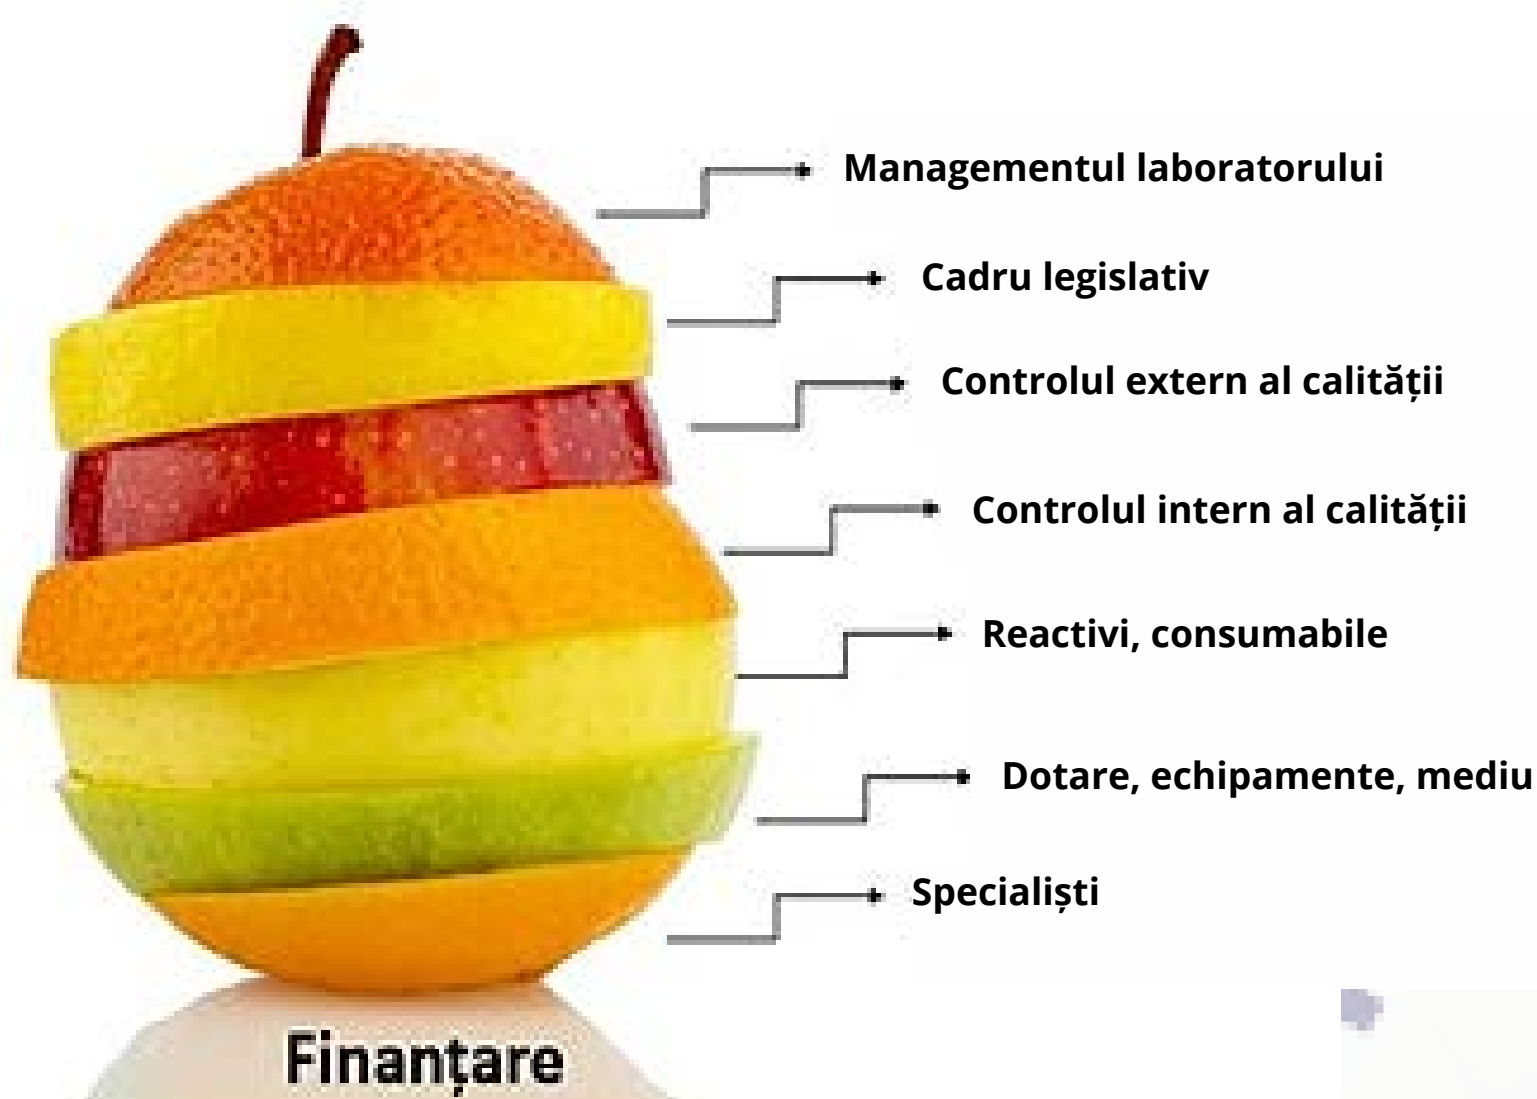 Managementul laboratorului
Cadru legislativ
Controlul extern al calității
Controlul intern al calității
Reactivi, consumabile
Dotare, echipamente, mediu
Specialiști
Finanțare